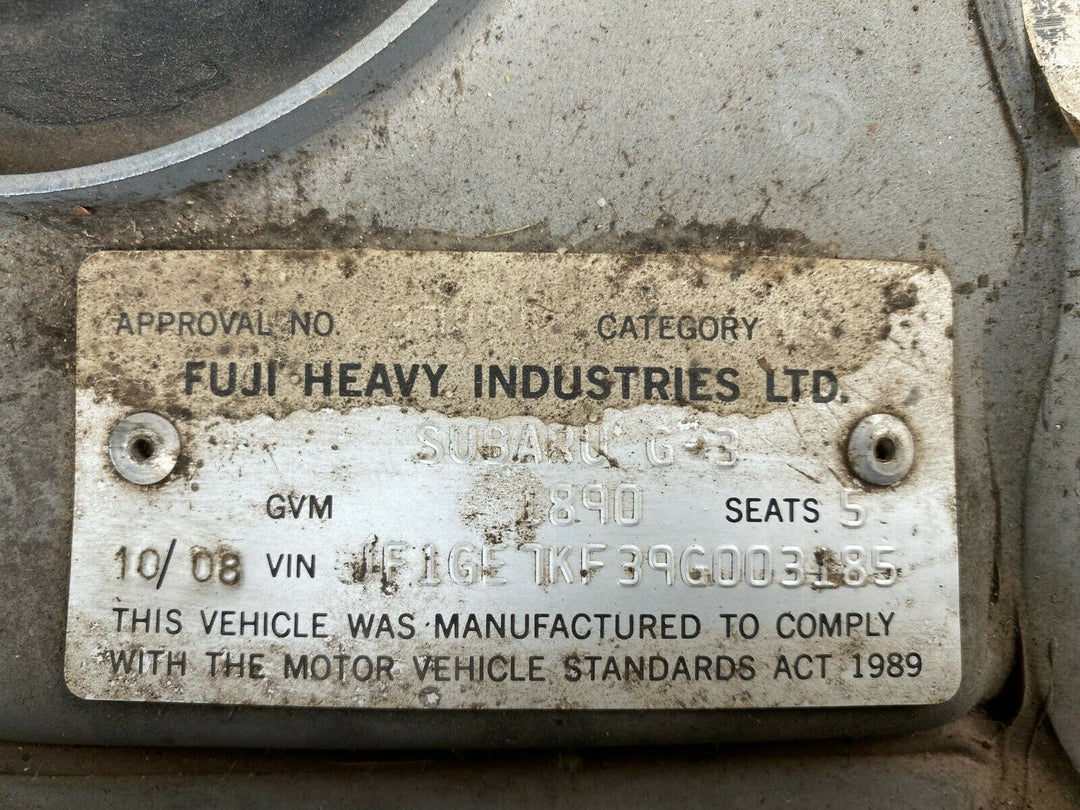 APPROVAL NO. CATEGORY
FUJI HEAVY INDUSTRIES LTD.
SUBARU G-3
GVM 1890 SEATS 5
10/08 VIN JF1GE7KF39G003185
THIS VEHICLE WAS MANUFACTURED TO COMPLY
WITH THE MOTOR VEHICLE STANDARDS ACT 1989